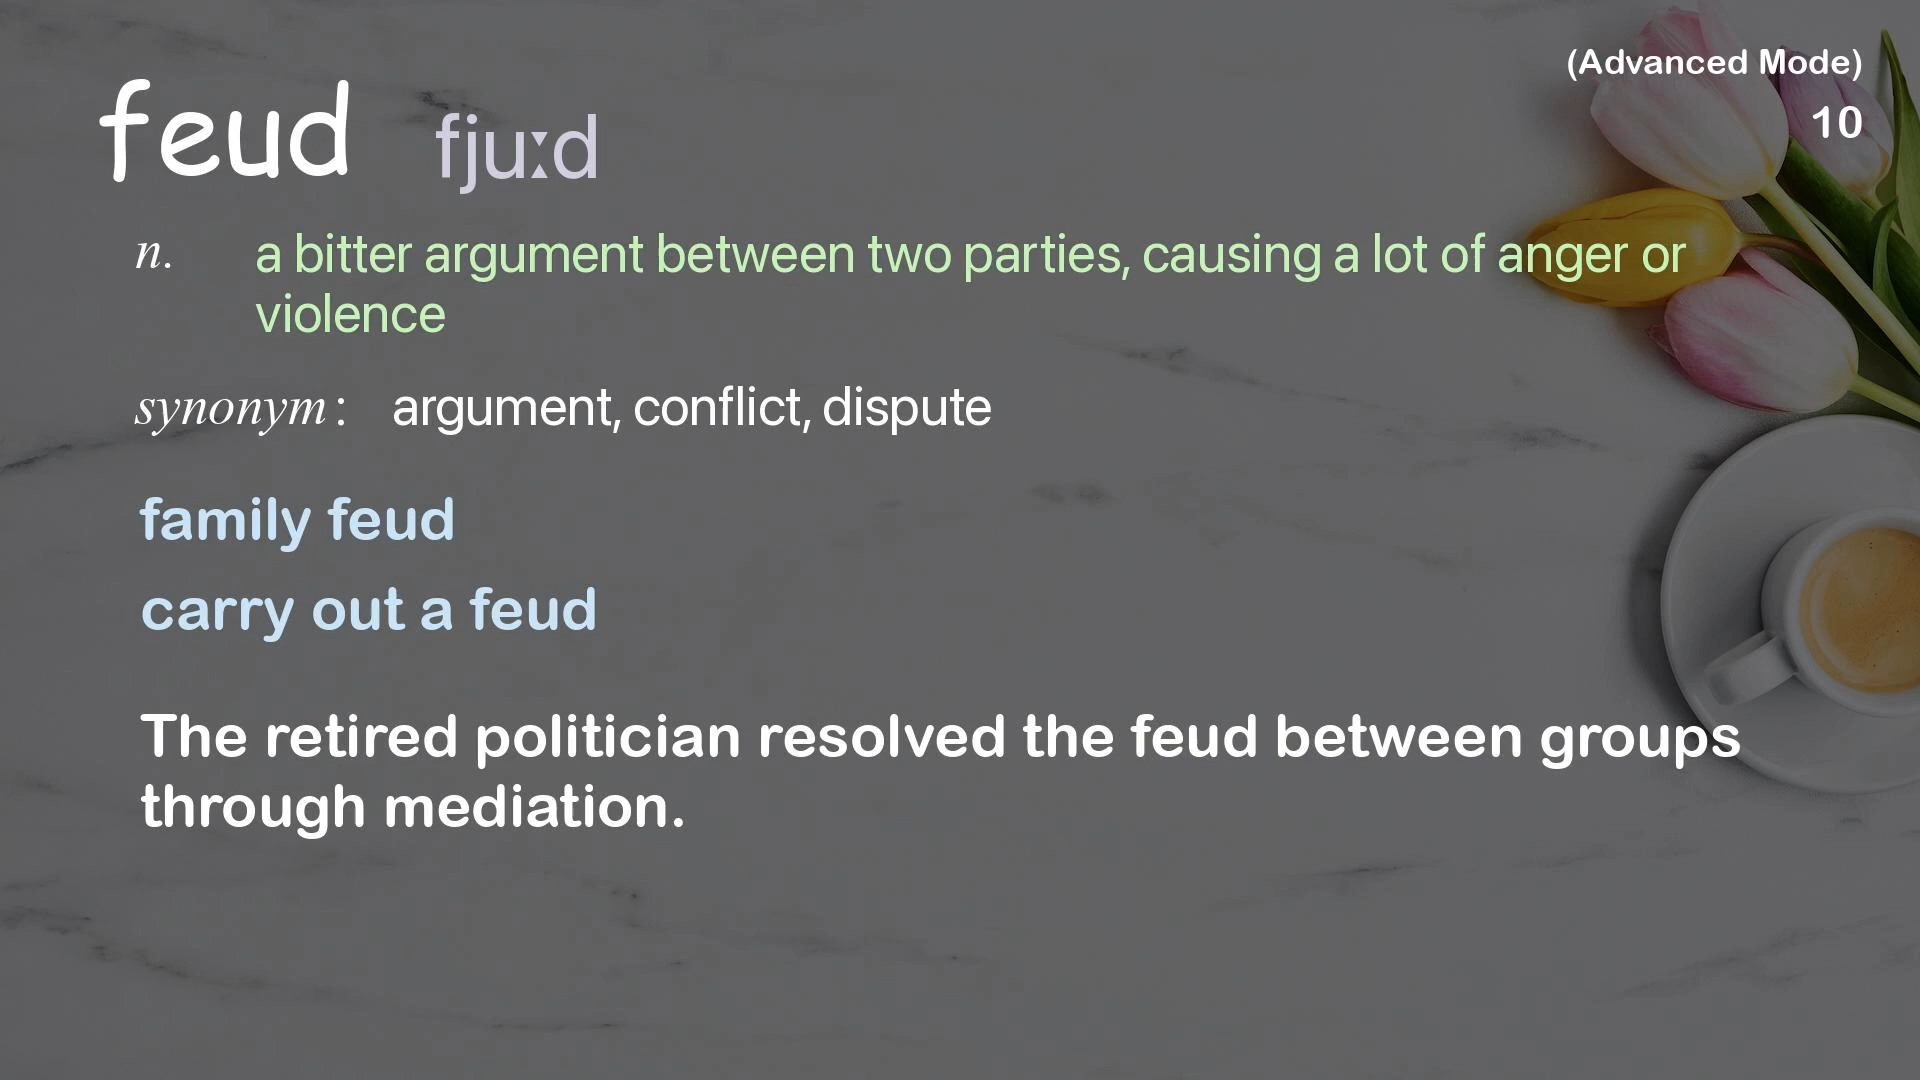 (Advanced Mode)
feud fjuːd
10
n. a bitter argument between two parties, causing a lot of anger or
violence
synonym: argument, conflict, dispute
family feud
carry out a feud
The retired politician resolved the feud between groups
through mediation.